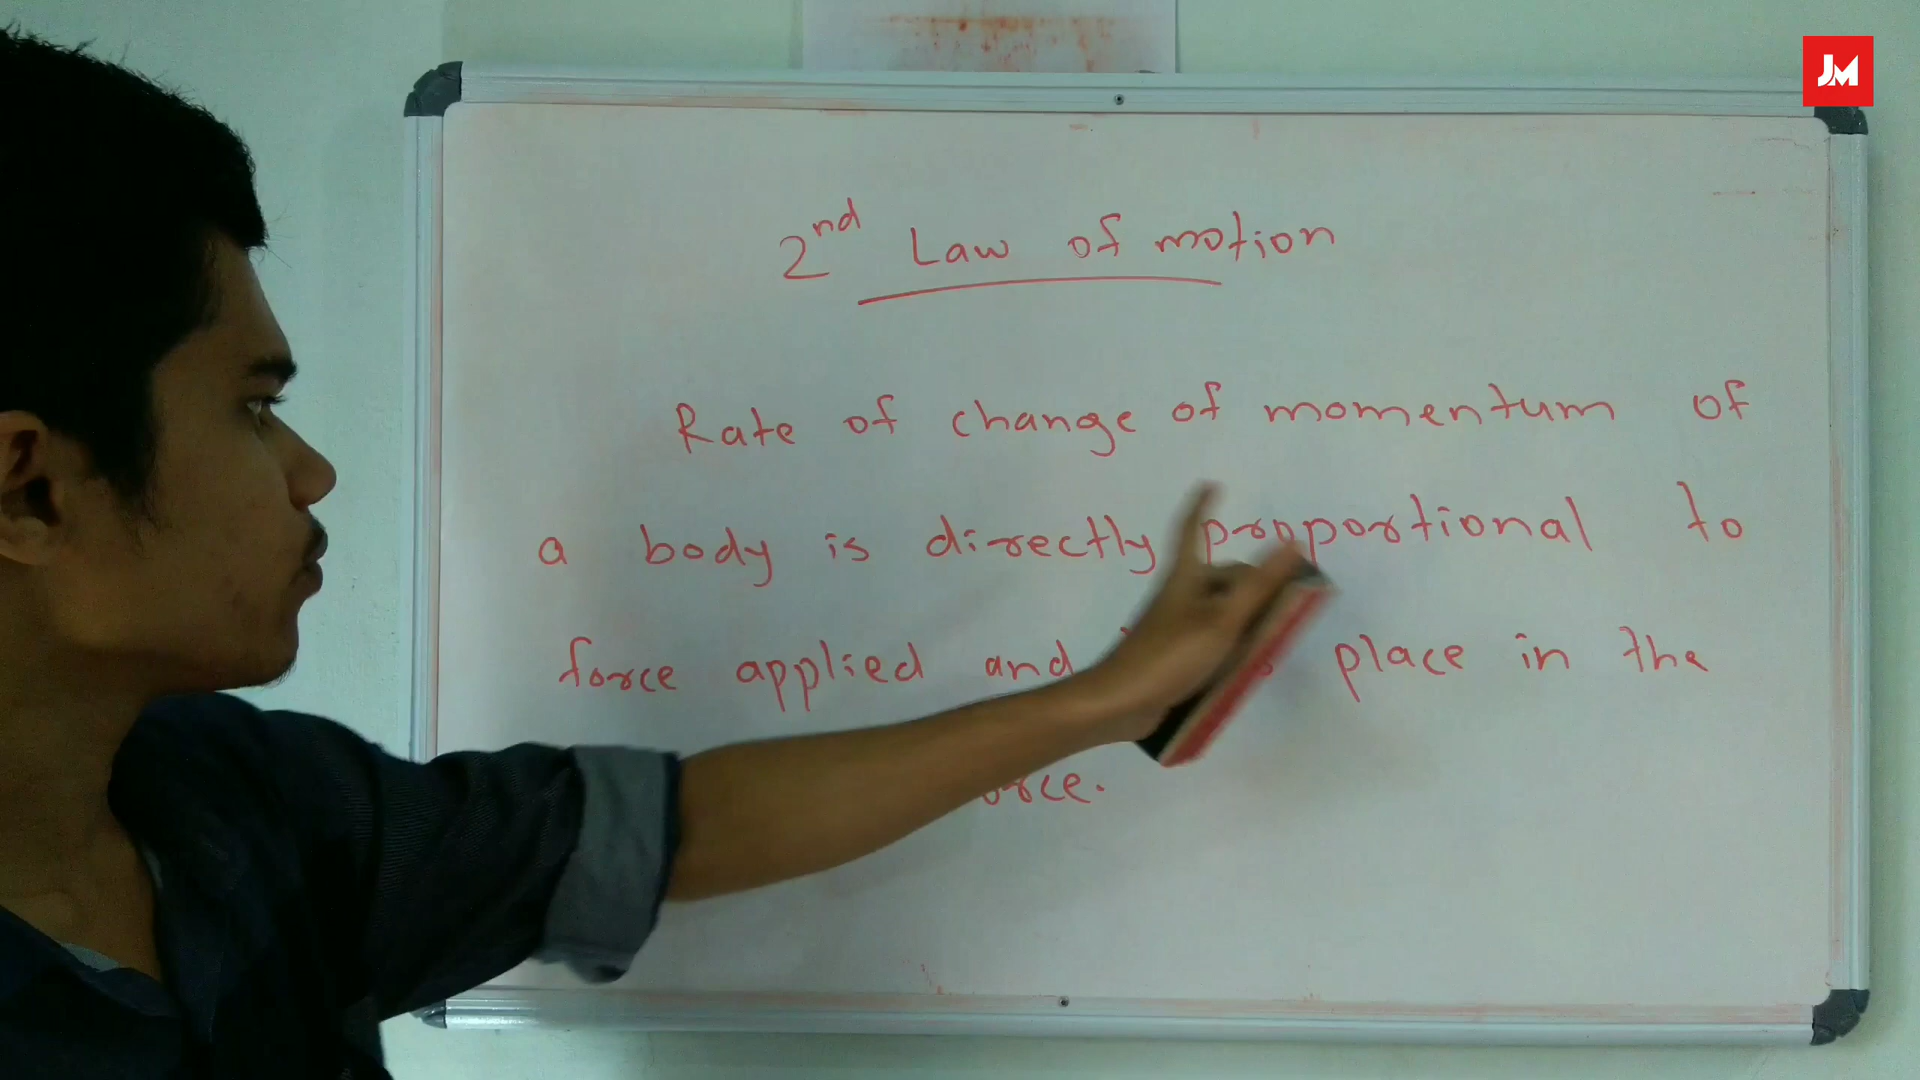 JM
2nd Law of motion
Rate of change of momentum of
a body is directly proportional to
force applied and place in the